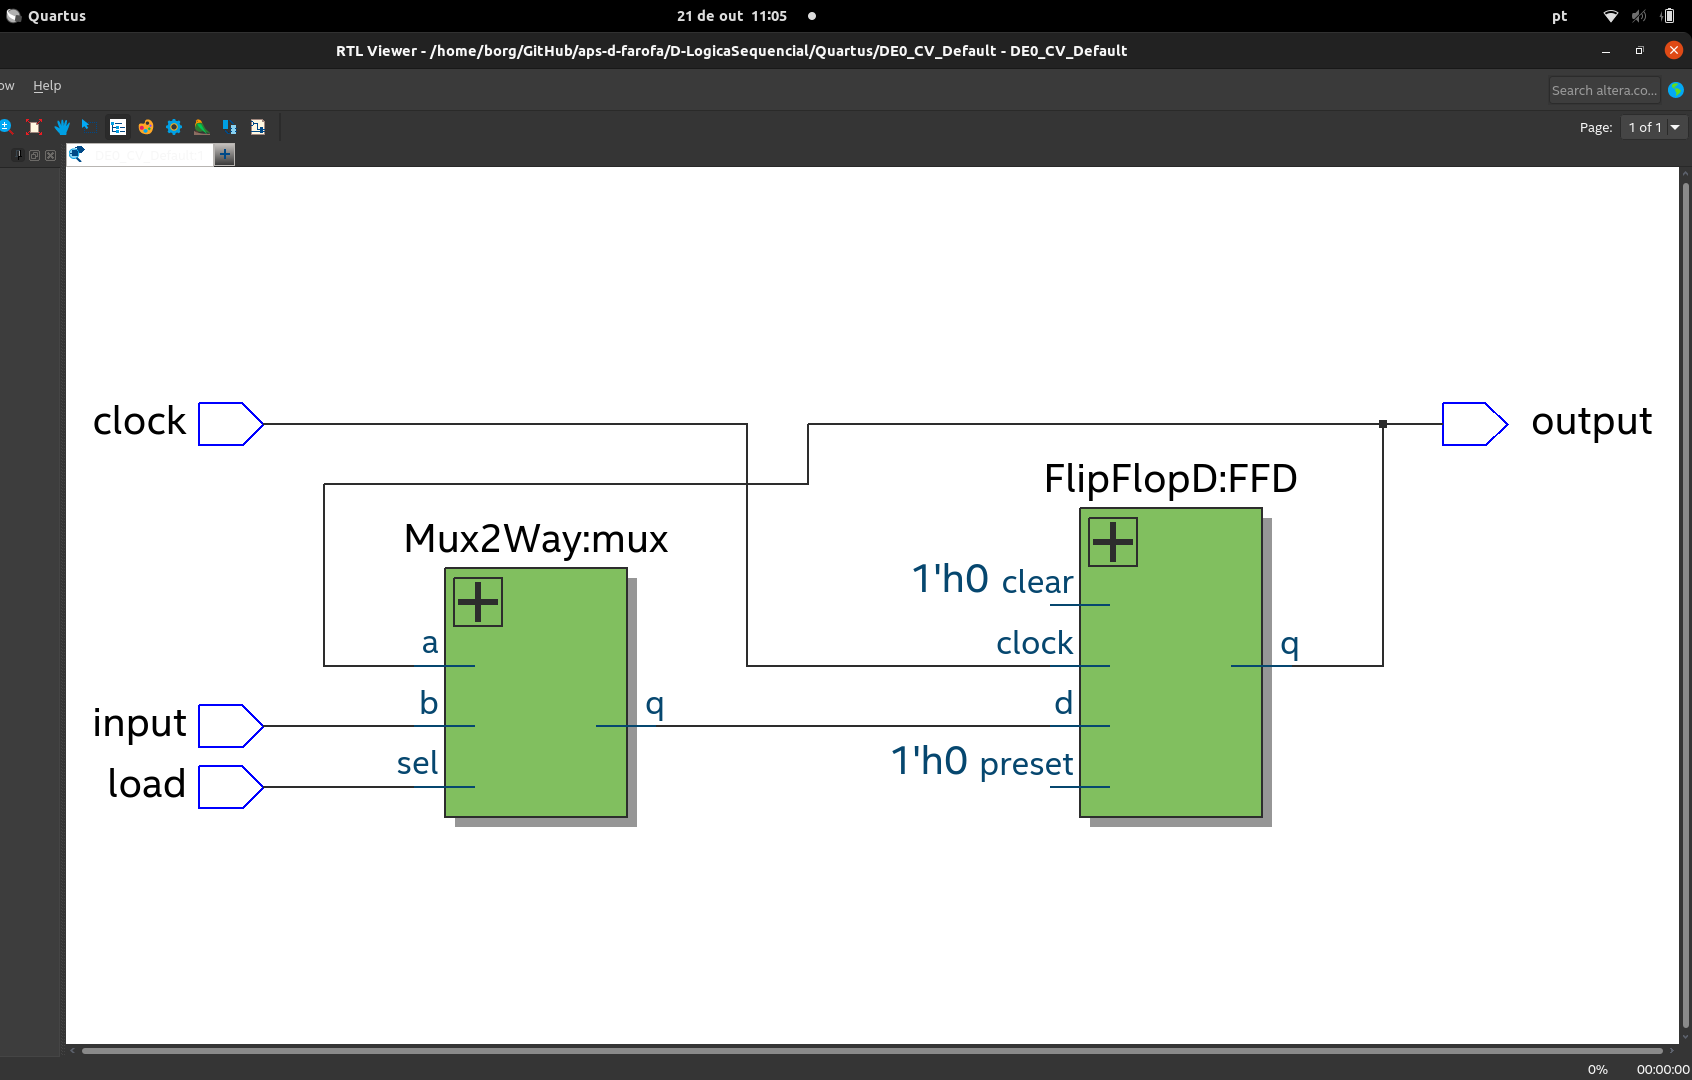 Quartus
21 de out 11:05
pt
RTL Viewer - /home/borg/GitHub/aps-d-farofa/D-LogicaSequencial/Quartus/DE0_CV_Default - DE0_CV_Default
ow Help
Search altera.co...
Page: 1 of 1
DE0_CV_Default
clock
output
FlipFlopD:FFD
Mux2Way:mux
1'h0 clear
a
clock
q
input
b
q
d
load
sel
1'h0 preset
0% 00:00:00